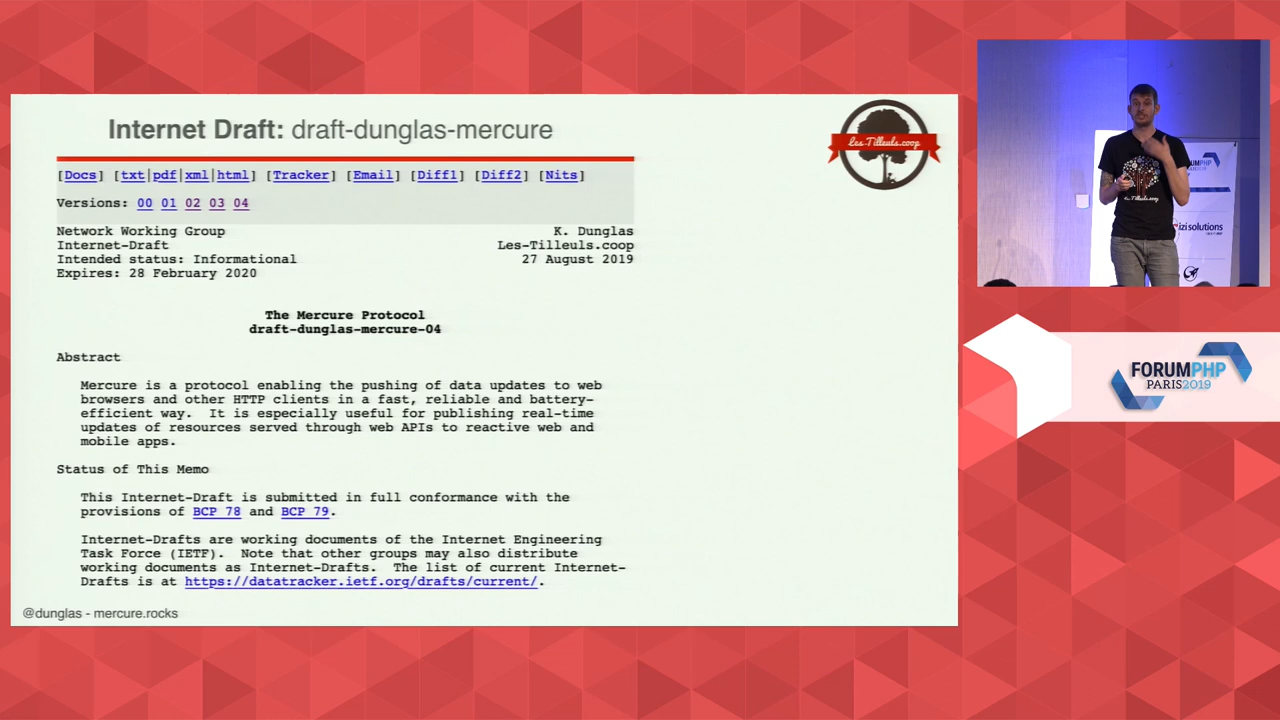 Internet Draft: draft-dunglas-mercure
Les-Tilleuls.coop
[Docs] [txt|pdf|xml|html] [Tracker] [Email] [Diff1] [Diff2] [Nits]
Versions: 00 01 02 03 04
Network Working Group K. Dunglas
Internet-Draft Les-Tilleuls.coop
Intended status: Informational 27 August 2019
Expires: 28 February 2020
The Mercure Protocol
draft-dunglas-mercure-04
Abstract
Mercure is a protocol enabling the pushing of data updates to web
browsers and other HTTP clients in a fast, reliable and battery-
efficient way. It is especially useful for publishing real-time
updates of resources served through web APIs to reactive web and
mobile apps.
Status of This Memo
This Internet-Draft is submitted in full conformance with the
provisions of BCP 78 and BCP 79.
Internet-Drafts are working documents of the Internet Engineering
Task Force (IETF). Note that other groups may also distribute
working documents as Internet-Drafts. The list of current Internet-
Drafts is at https://datatracker.ietf.org/drafts/current/.
@dunglas - mercure.rocks
Les-Tilleuls.coop
izi solutions
FORUMPHP
PARIS2019